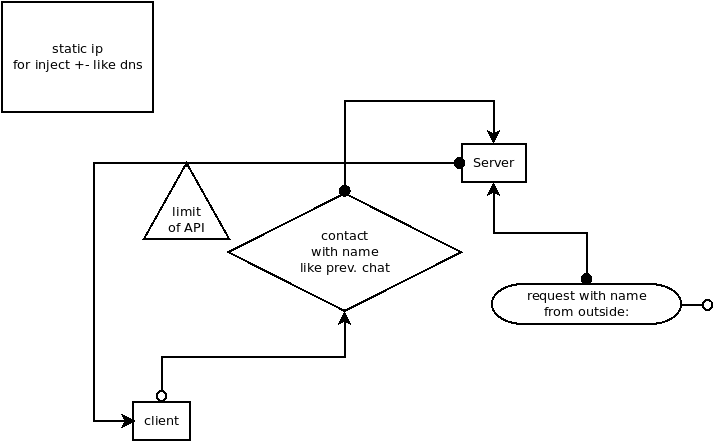 static ip
for inject +- like dns
Server
limit
of API
contact
with name
like prev. chat
request with name
from outside:
client